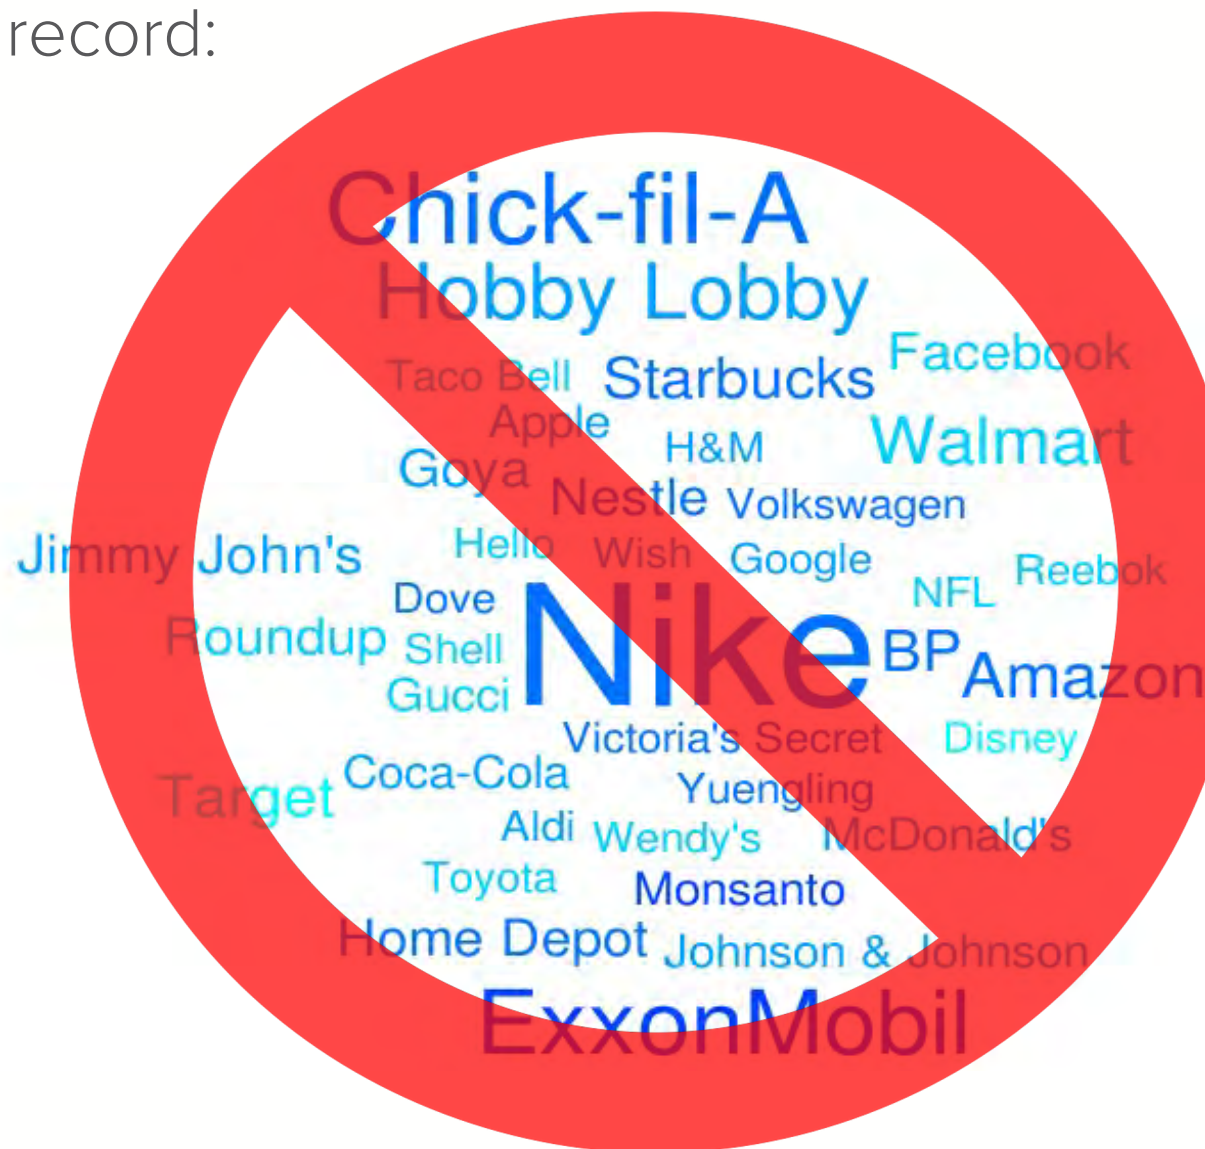 record:
Chick-fil-A
Hobby Lobby
Facebook
Taco Bell Starbucks
Apple H&M Walmart
Goya
Nestle Volkswagen
Jimmy John's Hello Wish Google Reebok
Dove NFL
Roundup Shell Nike BP Amazon
Gucci
Victoria's Secret Disney
Target Coca-Cola Yuengling
Aldi Wendy's McDonald's
Toyota Monsanto
Home Depot Johnson & Johnson
ExxonMobil